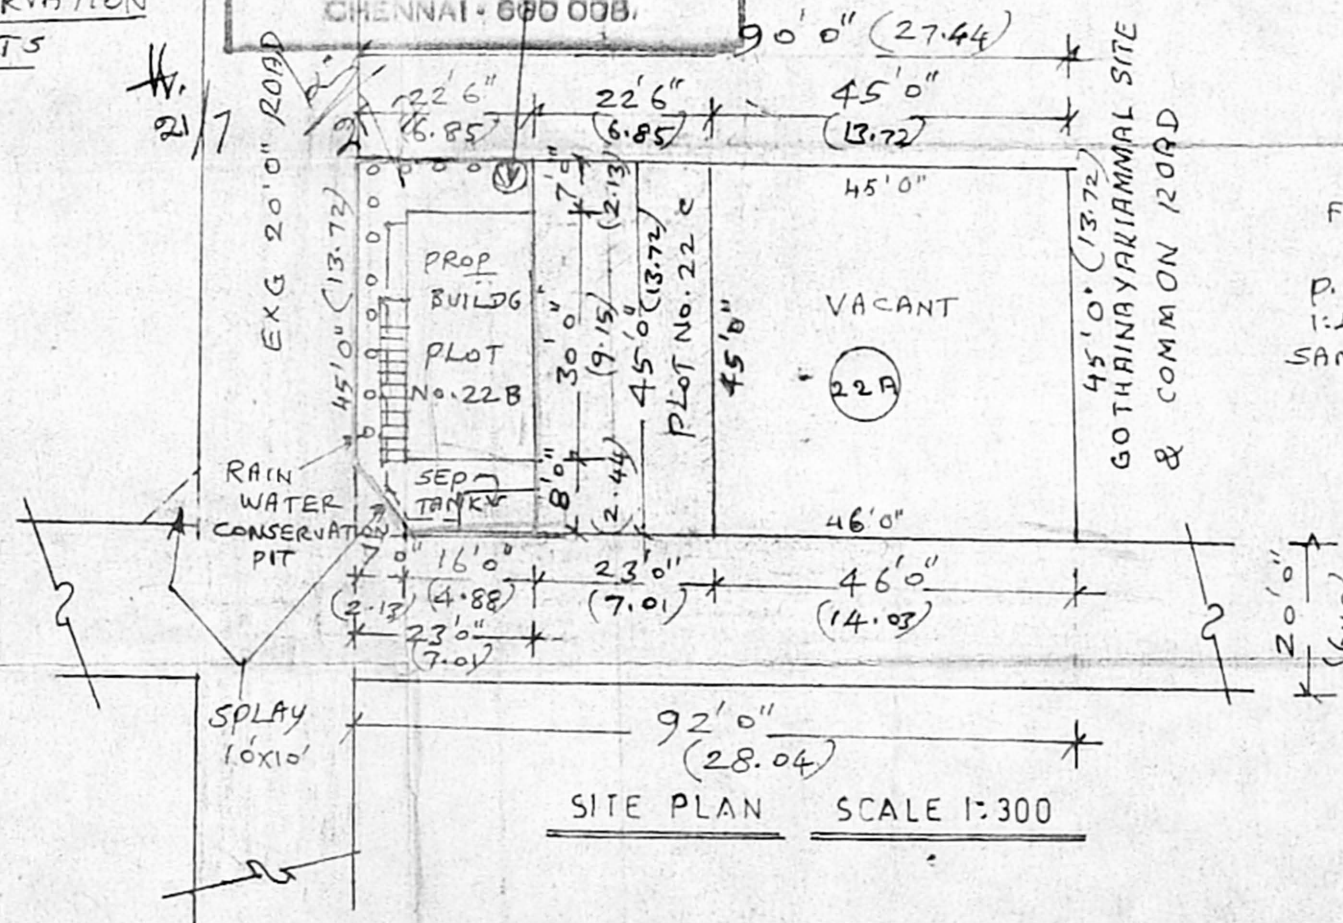 RVATION
TS
CHENNAI - 600 008.
90'0" (27.44)
21/7
22'6"
(6.85)
22'6"
(6.85)
45'0"
(13.72)
EXG 20'0" ROAD
45'0" (13.72)
7'0"
(2.13)
45'0"
PROP
BUILDG
PLOT
No. 22B
30'0"
(9.15)
45'0" (13.72)
PLOT No. 22 C
45'0"
VACANT
22A
45'0" (13.72)
GOTHAINAYAKIAMMAL SITE
& COMMON ROAD
P.
SAN
RAIN
WATER
CONSERVATION
PIT
SEP
TANK
8'0"
(2.44)
46'0"
7'0"
(2.13)
16'0"
(4.88)
23'0"
(7.01)
46'0"
(14.03)
23'0"
(7.01)
20'0"
SPLAY
10'X10'
92'0"
(28.04)
SITE PLAN SCALE 1:300